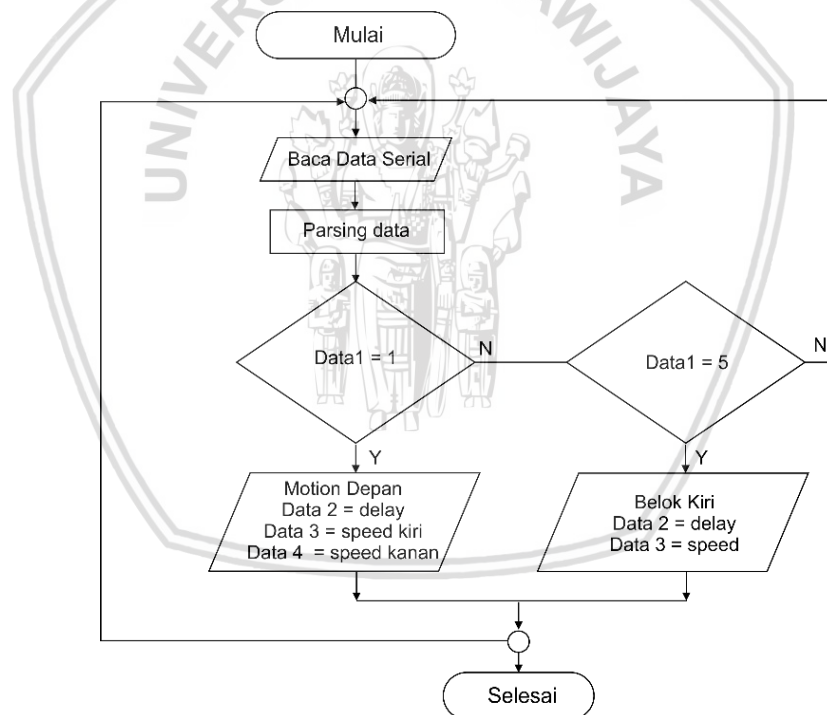 Mulai
Baca Data Serial
Parsing data
Data1 = 1
N
Data1 = 5
N
Y
Y
Motion Depan
Data 2 = delay
Data 3 = speed kiri
Data 4 = speed kanan
Belok Kiri
Data 2 = delay
Data 3 = speed
Selesai